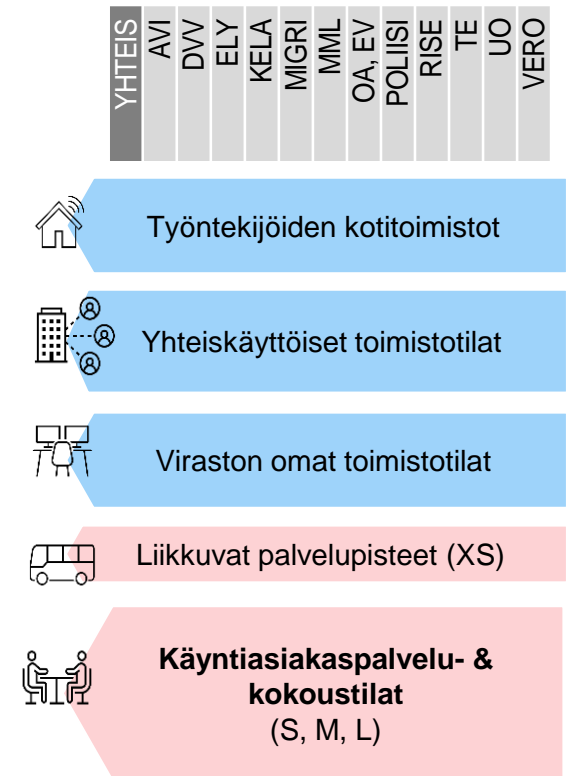 YHTEIS
AVI
DVV
ELY
KELA
MIGRI
MML
OA, EV
POLIISI
RISE
TE
UO
VERO
Työntekijöiden kotitoimistot
Yhteiskäyttöiset toimistotilat
Viraston omat toimistotilat
Liikkuvat palvelupisteet (XS)
Käyntiasiakaspalvelu- &
kokoustilat
(S, M, L)